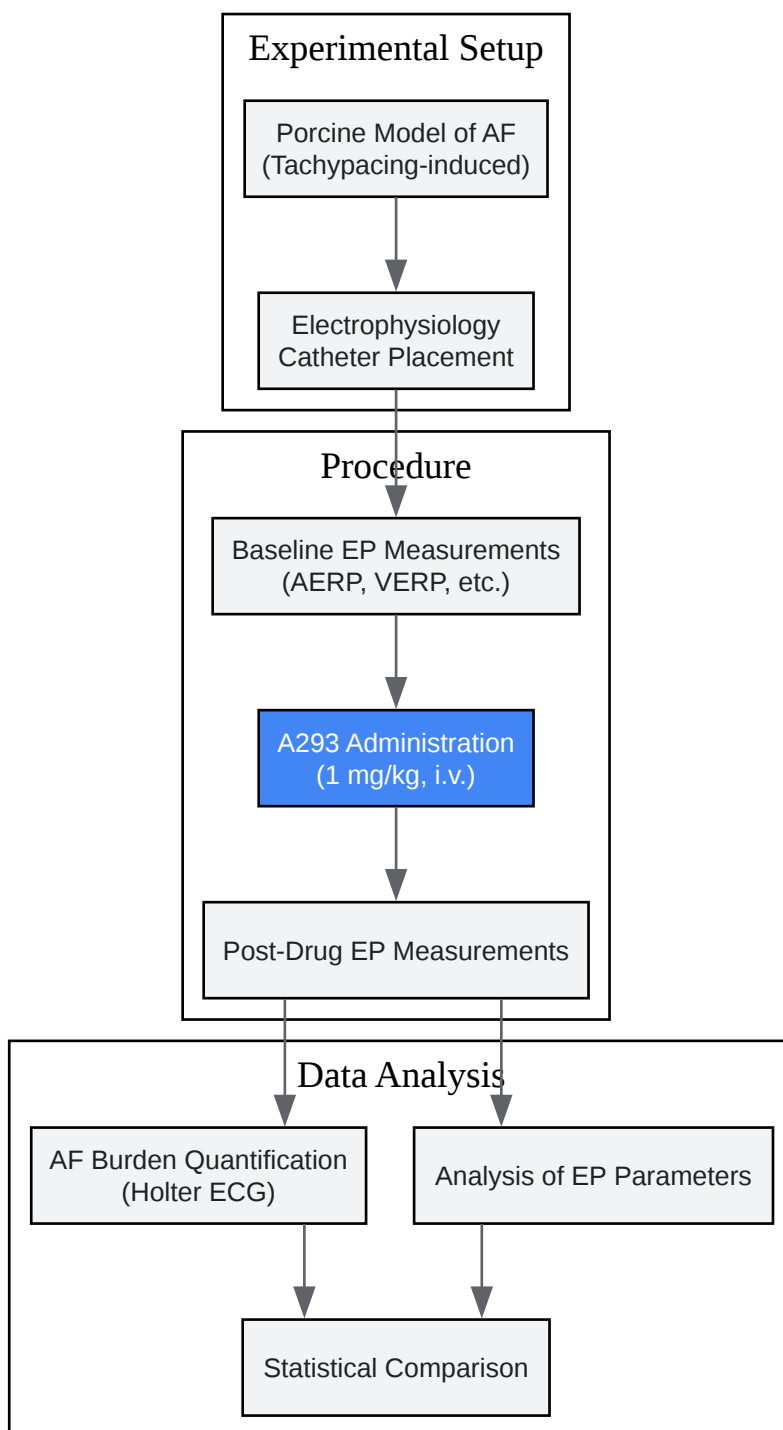 Experimental Setup
Porcine Model of AF
(Tachypacing-induced)
Electrophysiology
Catheter Placement
Procedure
Baseline EP Measurements
(AERP, VERP, etc.)
A293 Administration
(1 mg/kg, i.v.)
Post-Drug EP Measurements
Data Analysis
AF Burden Quantification
(Holter ECG)
Analysis of EP Parameters
Statistical Comparison